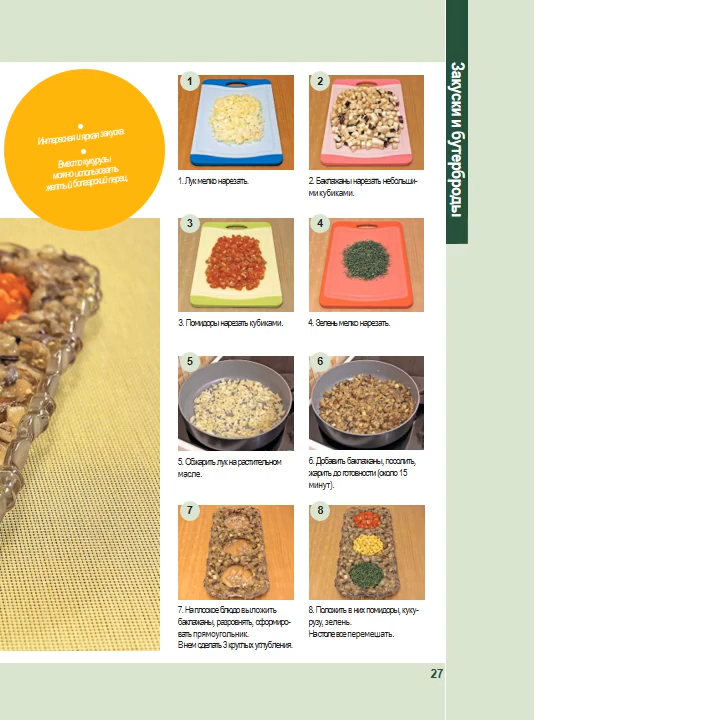 Закуски и бутерброды
Интересная и яркая закуска.
Вместо кукурузы
можно использовать
желтый болгарский перец.
1
2
1. Лук мелко нарезать.
2. Баклажаны нарезать небольши-
ми кубиками.
3
4
3. Помидоры нарезать кубиками.
4. Зелень мелко нарезать.
5
6
5. Обжарить лук на растительном
масле.
6. Добавить баклажаны, посолить,
жарить до готовности (около 15
минут).
7
8
7. На плоское блюдо выложить
баклажаны, разровнять, сформиро-
вать прямоугольник.
В нем сделать 3 круглых углубления.
8. Положить в них помидоры, куку-
рузу, зелень.
На столе все перемешать.
27